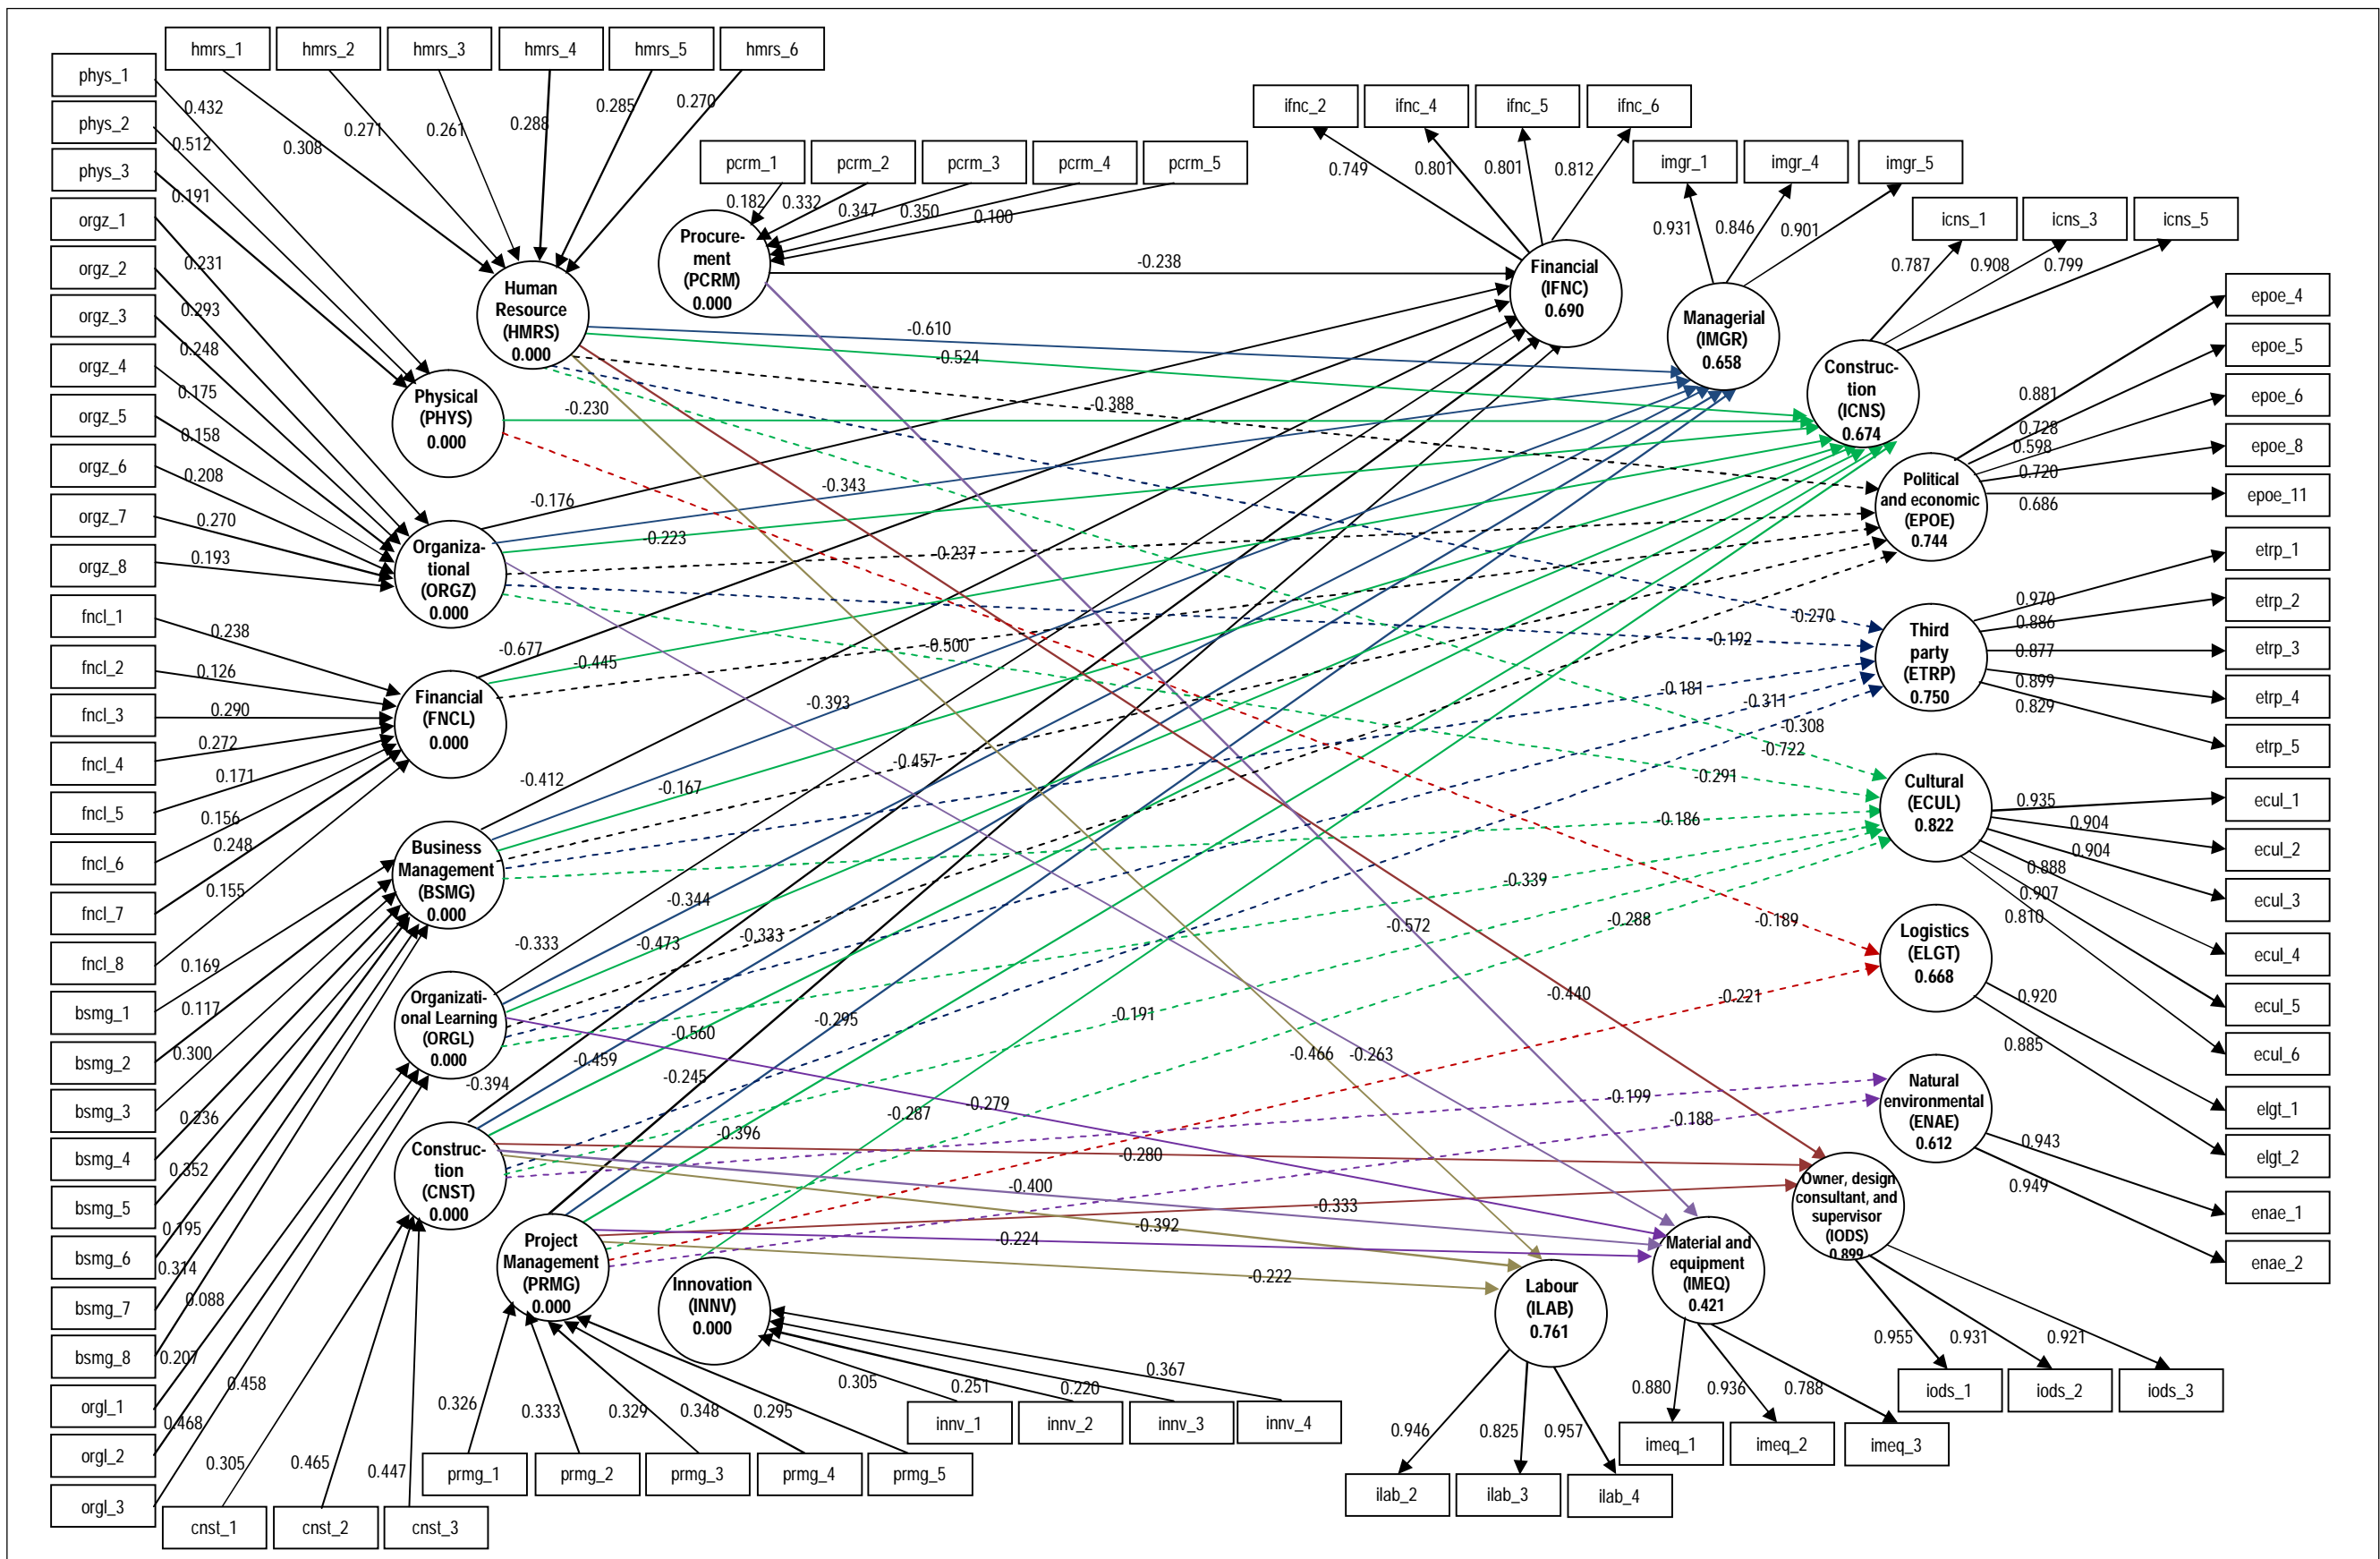 hmrs_1
hmrs_2
hmrs_3
hmrs_4
hmrs_5
hmrs_6
phys_1
phys_2
phys_3
orgz_1
orgz_2
orgz_3
orgz_4
orgz_5
orgz_6
orgz_7
orgz_8
fncl_1
fncl_2
fncl_3
fncl_4
fncl_5
fncl_6
fncl_7
fncl_8
bsmg_1
bsmg_2
bsmg_3
bsmg_4
bsmg_5
bsmg_6
bsmg_7
bsmg_8
orgl_1
orgl_2
orgl_3
cnst_1
cnst_2
cnst_3
prmg_1
prmg_2
prmg_3
prmg_4
prmg_5
innv_1
innv_2
innv_3
innv_4
pcrm_1
pcrm_2
pcrm_3
pcrm_4
pcrm_5
0.432
0.512
0.191
0.308
0.271
0.261
0.288
0.285
0.270
0.182
0.332
0.347
0.350
0.100
0.231
0.293
0.248
0.175
0.158
0.208
0.270
0.193
0.238
0.126
0.290
0.272
0.171
0.156
0.248
0.155
0.169
0.117
0.300
0.236
0.352
0.195
0.314
0.088
0.207
0.458
0.468
0.305
0.465
0.447
0.326
0.333
0.329
0.348
0.295
0.305
0.251
0.220
0.367
Human
Resource
(HMRS)
0.000
Procure-
ment
(PCRM)
0.000
Physical
(PHYS)
0.000
Organiza-
tional
(ORGZ)
0.000
Financial
(FNCL)
0.000
Business
Management
(BSMG)
0.000
Organizati-
onal Learning
(ORGL)
0.000
Construc-
tion
(CNST)
0.000
Project
Management
(PRMG)
0.000
Innovation
(INNV)
0.000
-0.238
-0.610
-0.524
-0.388
-0.230
-0.176
-0.343
-0.223
-0.237
-0.677
-0.445
-0.500
-0.192
-0.270
-0.181
-0.311
-0.308
-0.722
-0.393
-0.457
-0.412
-0.167
-0.291
-0.186
-0.339
-0.288
-0.189
-0.344
-0.333
-0.473
-0.333
-0.572
-0.440
-0.221
-0.191
-0.295
-0.560
-0.459
-0.394
-0.245
-0.466
-0.263
-0.287
-0.279
-0.199
-0.188
-0.396
-0.280
-0.400
-0.333
-0.392
-0.224
-0.222
Financial
(IFNC)
0.690
Managerial
(IMGR)
0.658
Construc-
tion
(ICNS)
0.674
Political
and economic
(EPOE)
0.744
Third
party
(ETRP)
0.750
Cultural
(ECUL)
0.822
Logistics
(ELGT)
0.668
Natural
environmental
(ENAE)
0.612
Owner, design
consultant, and
supervisor
(IODS)
0.899
Material and
equipment
(IMEQ)
0.421
Labour
(ILAB)
0.761
ifnc_2
ifnc_4
ifnc_5
ifnc_6
0.749
0.801
0.801
0.812
imgr_1
imgr_4
imgr_5
0.931
0.846
0.901
icns_1
icns_3
icns_5
0.787
0.908
0.799
epoe_4
epoe_5
epoe_6
epoe_8
epoe_11
0.881
0.728
0.598
0.720
0.686
etrp_1
etrp_2
etrp_3
etrp_4
etrp_5
0.970
0.886
0.877
0.899
0.829
ecul_1
ecul_2
ecul_3
ecul_4
ecul_5
ecul_6
0.935
0.904
0.904
0.888
0.907
0.810
elgt_1
elgt_2
0.920
0.885
enae_1
enae_2
0.943
0.949
iods_1
iods_2
iods_3
0.955
0.931
0.921
imeq_1
imeq_2
imeq_3
0.880
0.936
0.788
ilab_2
ilab_3
ilab_4
0.946
0.825
0.957